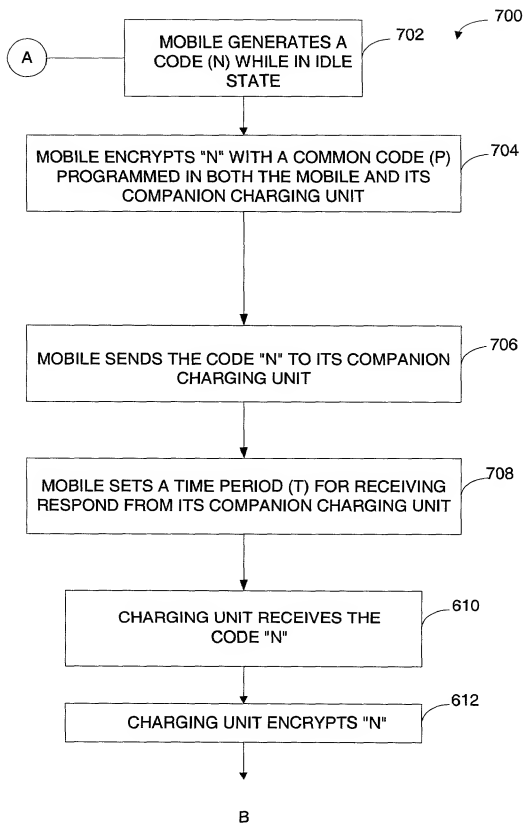 700
A
MOBILE GENERATES A
CODE (N) WHILE IN IDLE
STATE
702
MOBILE ENCRYPTS "N" WITH A COMMON CODE (P)
PROGRAMMED IN BOTH THE MOBILE AND ITS
COMPANION CHARGING UNIT
704
MOBILE SENDS THE CODE "N" TO ITS COMPANION
CHARGING UNIT
706
MOBILE SETS A TIME PERIOD (T) FOR RECEIVING
RESPOND FROM ITS COMPANION CHARGING UNIT
708
CHARGING UNIT RECEIVES THE
CODE "N"
610
CHARGING UNIT ENCRYPTS "N"
612
B